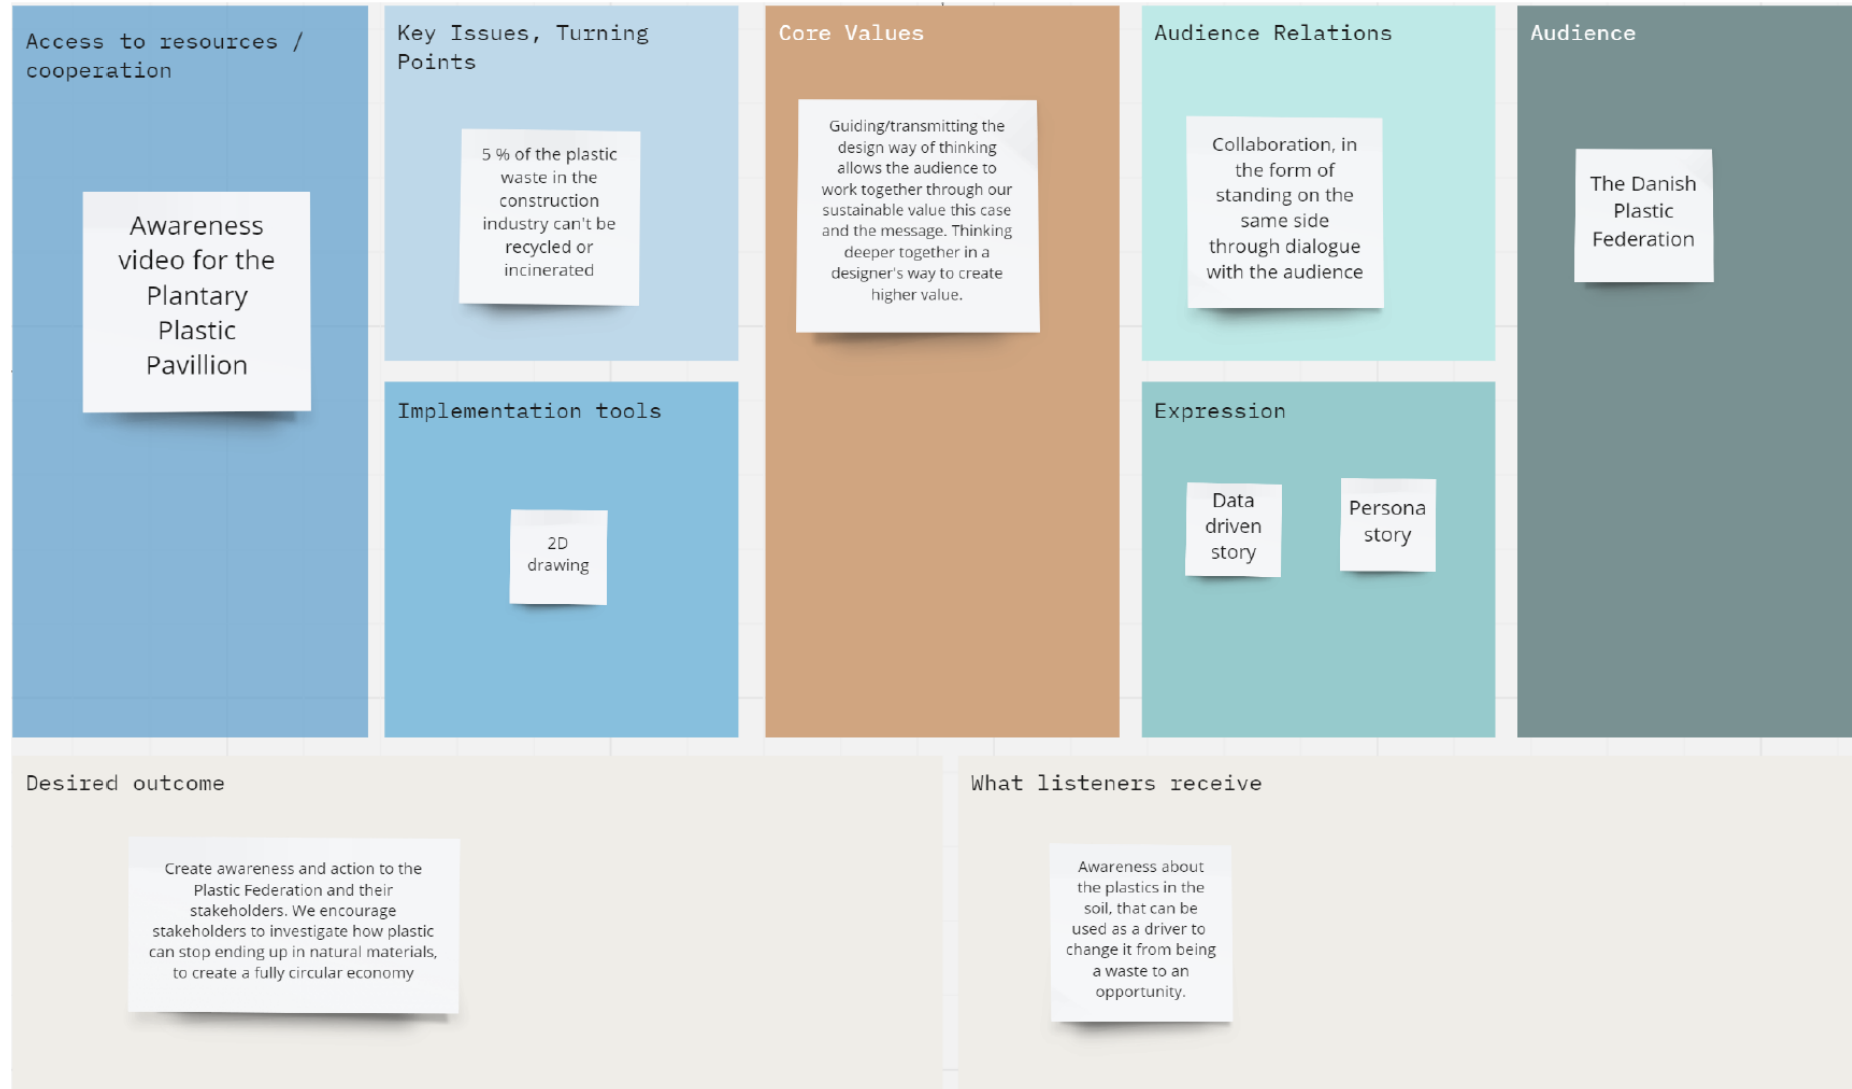 Access to resources /
cooperation
Awareness
video for the
Plantary
Plastic
Pavillion
Key Issues, Turning
Points
5 % of the plastic
waste in the
construction
industry can't be
recycled or
incinerated
Implementation tools
2D
drawing
Core Values
Guiding/transmitting the
design way of thinking
allows the audience to
work together through our
sustainable value this case
and the message. Thinking
deeper together in a
designer's way to create
higher value.
Audience Relations
Collaboration, in
the form of
standing on the
same side
through dialogue
with the audience
Expression
Data
driven
story
Persona
story
Audience
The Danish
Plastic
Federation
Desired outcome
Create awareness and action to the
Plastic Federation and their
stakeholders. We encourage
stakeholders to investigate how plastic
can stop ending up in natural materials,
to create a fully circular economy
What listeners receive
Awareness about
the plastics in the
soil, that can be
used as a driver to
change it from being
a waste to an
opportunity.